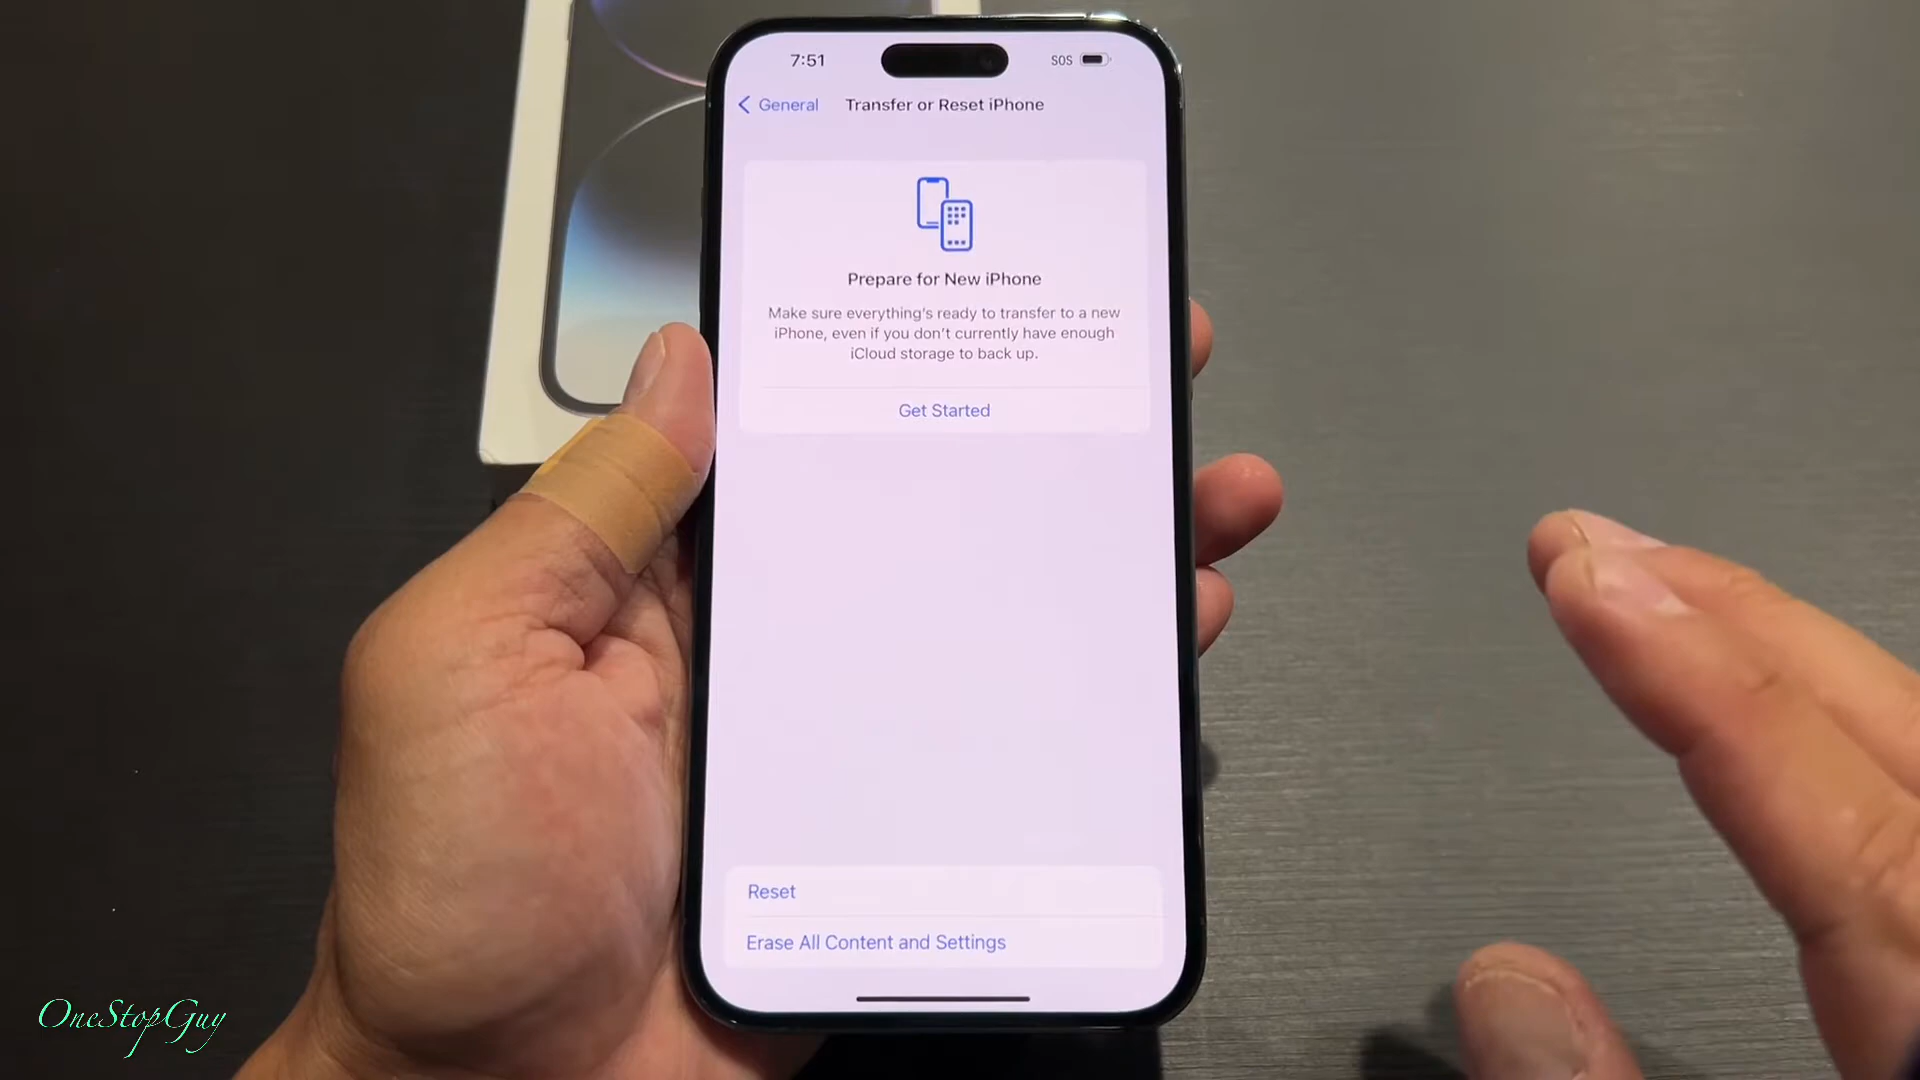 7:51
SOS
General
Transfer or Reset iPhone
Prepare for New iPhone
Make sure everything's ready to transfer to a new
iPhone, even if you don't currently have enough
iCloud storage to back up.
Get Started
Reset
Erase All Content and Settings
OneStopGuy